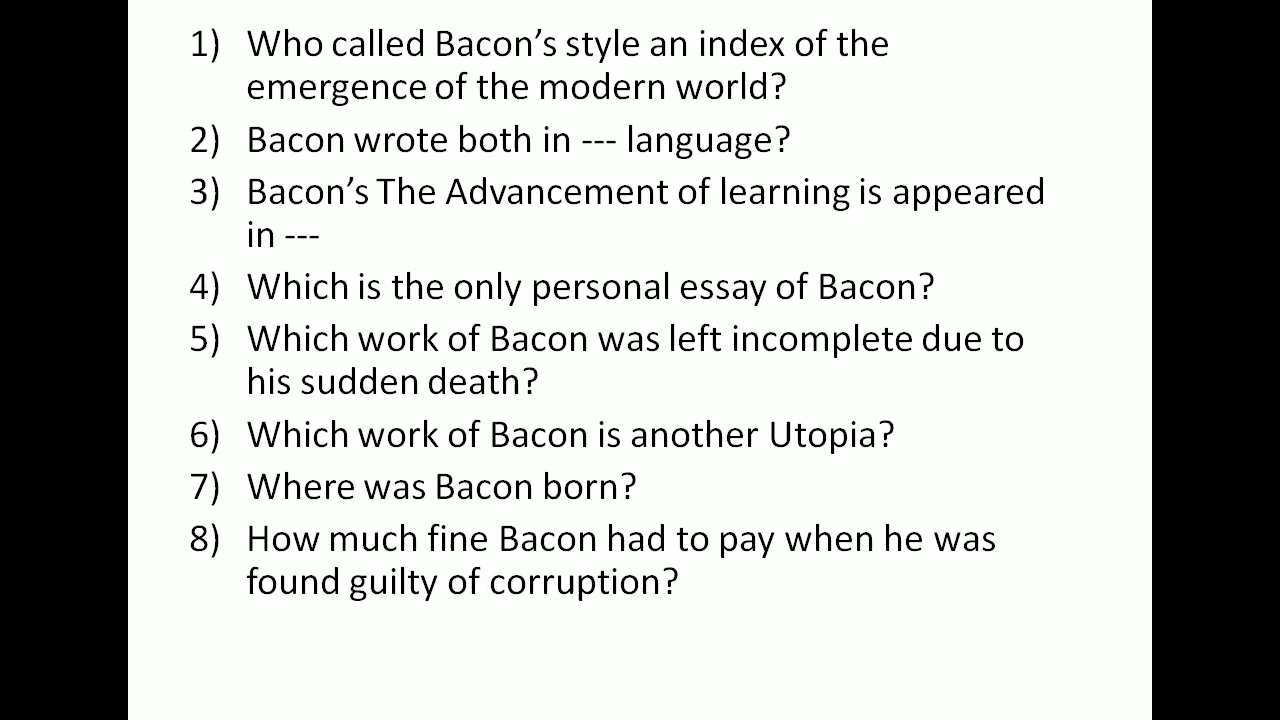 1) Who called Bacon’s style an index of the
emergence of the modern world?
2) Bacon wrote both in --- language?
3) Bacon’s The Advancement of learning is appeared
in ---
4) Which is the only personal essay of Bacon?
5) Which work of Bacon was left incomplete due to
his sudden death?
6) Which work of Bacon is another Utopia?
7) Where was Bacon born?
8) How much fine Bacon had to pay when he was
found guilty of corruption?